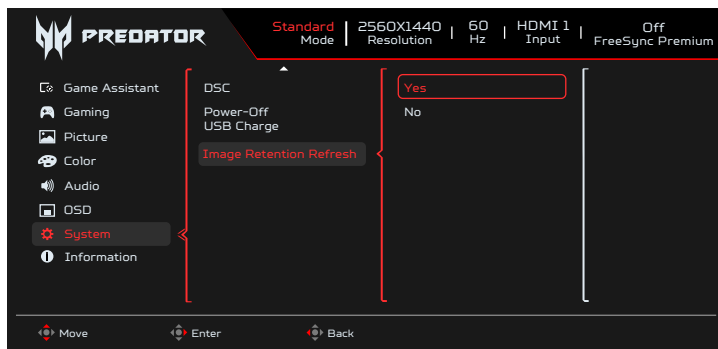 PREDATOR
Standard
Mode
2560X1440
Resolution
60
Hz
HDMI 1
Input
Off
FreeSync Premium
Game Assistant
Gaming
Picture
Color
Audio
OSD
System
Information
DSC
Power-Off
USB Charge
Image Retention Refresh
Yes
No
Move
Enter
Back